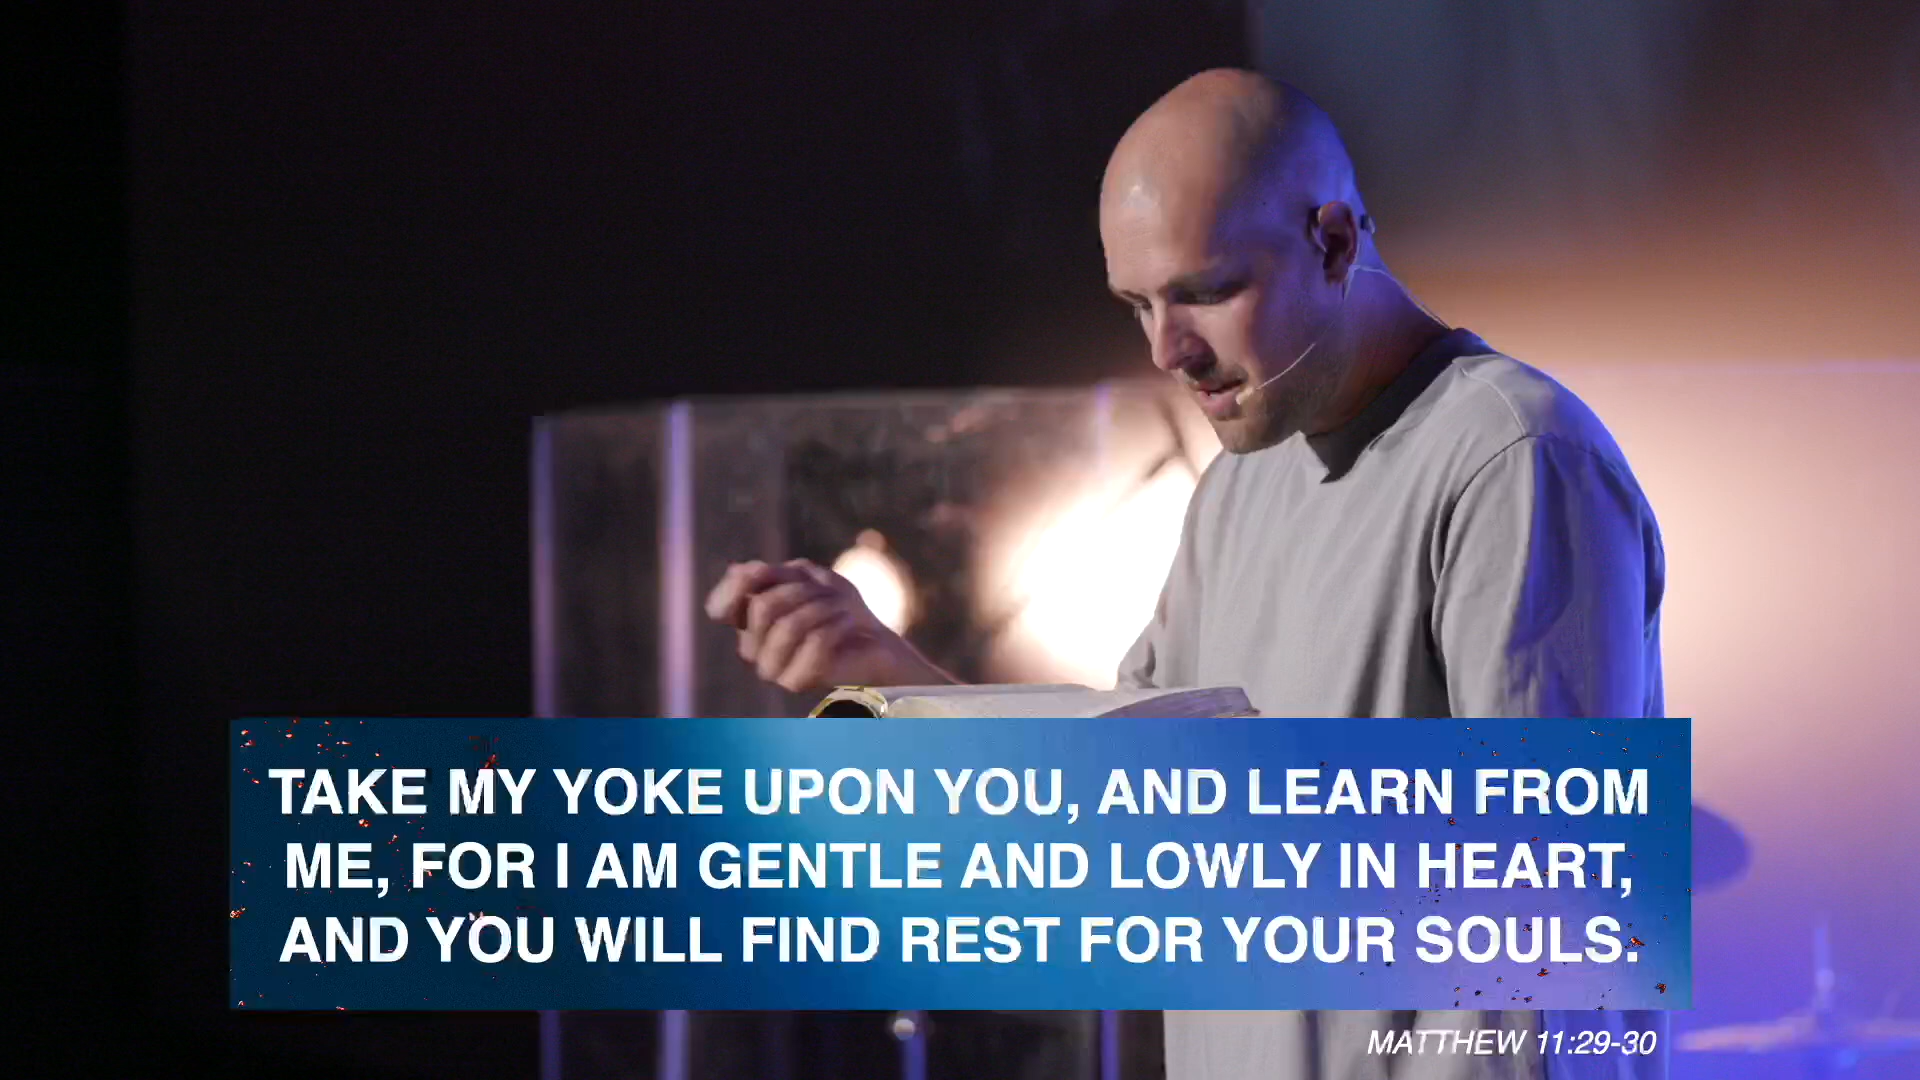 TAKE MY YOKE UPON YOU, AND LEARN FROM
ME, FOR I AM GENTLE AND LOWLY IN HEART,
AND YOU WILL FIND REST FOR YOUR SOULS.
MATTHEW 11:29-30